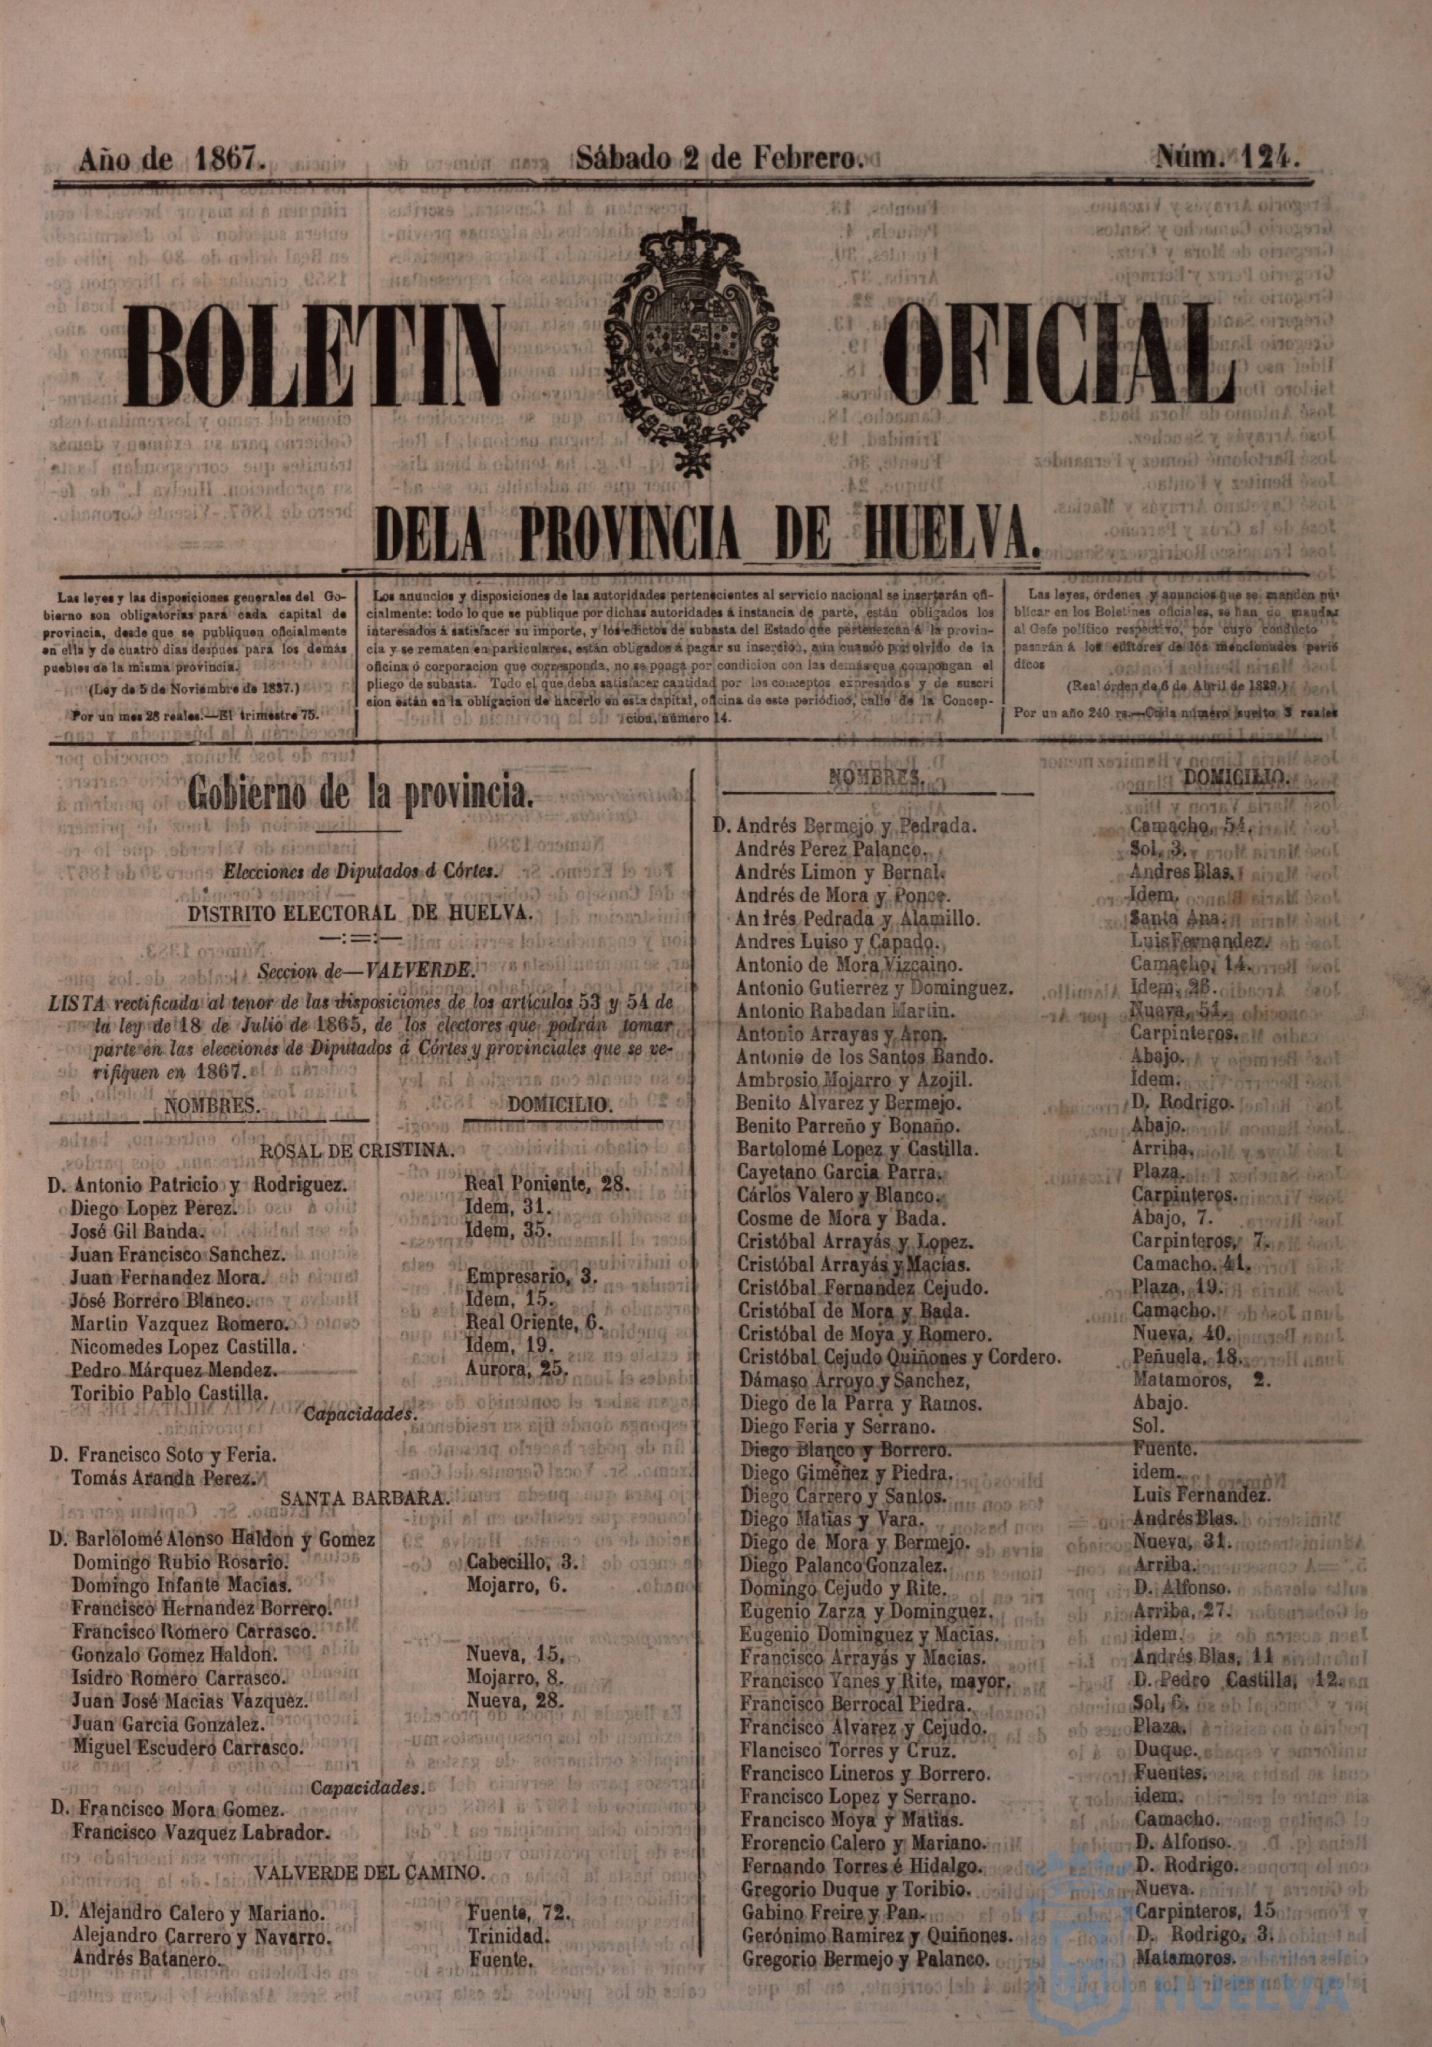 Año de 1867. Sábado 2 de Febrero. Núm. 124.
BOLETIN OFICIAL
DE LA PROVINCIA DE HUELVA.
Las leyes y las disposiciones generales del Go-
bierno son obligatorias para cada capital de
provincia, desde que se publiquen oficialmente
en ella y de cuatro dias despues para los demás
pueblos de la misma provincia.
(Ley de 5 de Noviembre de 1837.)
Por un mes 28 reales.—El trimestre 75.
Los anuncios y disposiciones de las autoridades pertenecientes al servicio nacional se insertarán ofi-
cialmente: todo lo que se publique por dichas autoridades á instancia de parte, están obligados los
interesados á satisfacer su importe, y los edictos de subasta del Estado que pertenezcan á la provin-
cia y se rematen en particulares, están obligados á pagar su insercion, aun cuando por olvido de la
oficina ó corporacion que corresponda, no se ponga por condicion con las demás que compongan el
pliego de subasta. Todo el que deba satisfacer cantidad por los conceptos expresados y de suscri
sion están en la obligacion de hacerlo en esta capital, oficina de este periódico, calle de la Concep-
cion, número 14.
Las leyes, órdenes y anuncios que se manden pu-
blicar en los Boletines oficiales, se han de mandar
al Gefe político respectivo, por cuyo conducto
pasarán á los editores de los mencionados perió
dicos
(Real órden de 6 de Abril de 1839.)
Por un año 240 rs.—Cada número suelto 3 reales
Gobierno de la provincia.
Elecciones de Diputados á Córtes.
DISTRITO ELECTORAL DE HUELVA.
Seccion de—VALVERDE.
LISTA rectificada al tenor de las disposiciones de los artículos 53 y 54 de
la ley de 18 de Julio de 1865, de los electores que podrán tomar
parte en las elecciones de Diputados á Córtes y provinciales que se ve-
rifiquen en 1867.
NOMBRES. DOMICILIO.
ROSAL DE CRISTINA.
D. Antonio Patricio y Rodriguez. Real Poniente, 28.
Diego Lopez Perez. Idem, 31.
José Gil Banda. Idem, 35.
Juan Francisco Sanchez.
Juan Fernandez Mora. Empresario, 3.
José Borrero Blanco. Idem, 15.
Martin Vazquez Romero. Real Oriente, 6.
Nicomedes Lopez Castilla. Idem, 19.
Pedro Márquez Mendez. Aurora, 25.
Toribio Pablo Castilla.
Capacidades.
D. Francisco Soto y Feria.
Tomás Aranda Perez.
SANTA BARBARA.
D. Barlolomé Alonso Haldon y Gomez
Domingo Rubio Rosario. Cabecillo, 3.
Domingo Infante Macias. Mojarro, 6.
Francisco Hernandez Borrero.
Francisco Romero Carrasco.
Gonzalo Gomez Haldon. Nueva, 15,
Isidro Romero Carrasco. Mojarro, 8.
Juan José Macias Vazquez. Nueva, 28.
Juan Garcia Gonzalez.
Miguel Escudero Carrasco.
Capacidades.
D. Francisco Mora Gomez.
Francisco Vazquez Labrador.
VALVERDE DEL CAMINO.
D. Alejandro Calero y Mariano. Fuente, 72.
Alejandro Carrero y Navarro. Trinidad.
Andrés Batanero. Fuente.
NOMBRES. DOMICILIO.
D. Andrés Bermejo y Pedrada. Camacho, 54.
Andrés Perez Palanco. Sol, 3.
Andrés Limon y Bernal. Andres Blas,
Andrés de Mora y Ponce. Idem.
Andrés Pedrada y Alamillo. Santa Ana.
Andres Luiso y Capado. Luis Fernandez.
Antonio de Mora Vizcaino. Camacho, 14.
Antonio Gutierrez y Dominguez. Idem, 26.
Antonio Rabadan Martin. Nueva, 51.
Antonio Arrayas y Aron. Carpinteros.
Antonio de los Santos Bando. Abajo.
Ambrosio Mojarro y Azojil. Idem.
Benito Alvarez y Bermejo. D. Rodrigo.
Benito Parreño y Bonaño. Abajo.
Bartolomé Lopez y Castilla. Arriba.
Cayetano Garcia Parra. Plaza.
Cárlos Valero y Blanco. Carpinteros.
Cosme de Mora y Bada. Abajo, 7.
Cristóbal Arrayás y Lopez. Carpinteros, 7.
Cristóbal Arrayás y Macías. Camacho. 41.
Cristóbal Fernandez Cejudo. Plaza, 19.
Cristóbal de Mora y Bada. Camacho.
Cristóbal de Moya y Romero. Nueva, 40.
Cristóbal Cejudo Quiñones y Cordero. Peñuela, 18.
Dámaso Arroyo y Sanchez, Matamoros, 2.
Diego de la Parra y Ramos. Abajo.
Diego Feria y Serrano. Sol.
Diego Blanco y Borrero. Fuente.
Diego Gimenez y Piedra. idem.
Diego Carrero y Santos. Luis Fernandez.
Diego Matias y Vara. Andrés Blas.
Diego de Mora y Bermejo. Nueva, 31.
Diego Palanco Gonzalez. Arriba.
Domingo Cejudo y Rite. D. Alfonso.
Eugenio Zarza y Dominguez. Arriba, 27.
Eugenio Dominguez y Macias. idem.
Francisco Arrayás y Macias. Andrés Blas, 11
Francisco Yanes y Rite, mayor. D. Pedro Castilla, 12.
Francisco Berrocal Piedra. Sol, 6.
Francisco Alvarez y Cejudo. Plaza.
Flancisco Torres y Cruz. Duque.
Francisco Lineros y Borrero. Fuentes.
Francisco Lopez y Serrano. idem.
Francisco Moya y Matias. Camacho.
Frorencio Calero y Mariano. D. Alfonso.
Fernando Torres é Hidalgo. D. Rodrigo.
Gregorio Duque y Toribio. Nueva.
Gabino Freire y Pan. Carpinteros, 15
Gerónimo Ramirez y Quiñones. D. Rodrigo, 3.
Gregorio Bermejo y Palanco. Matamoros.
HUELVA